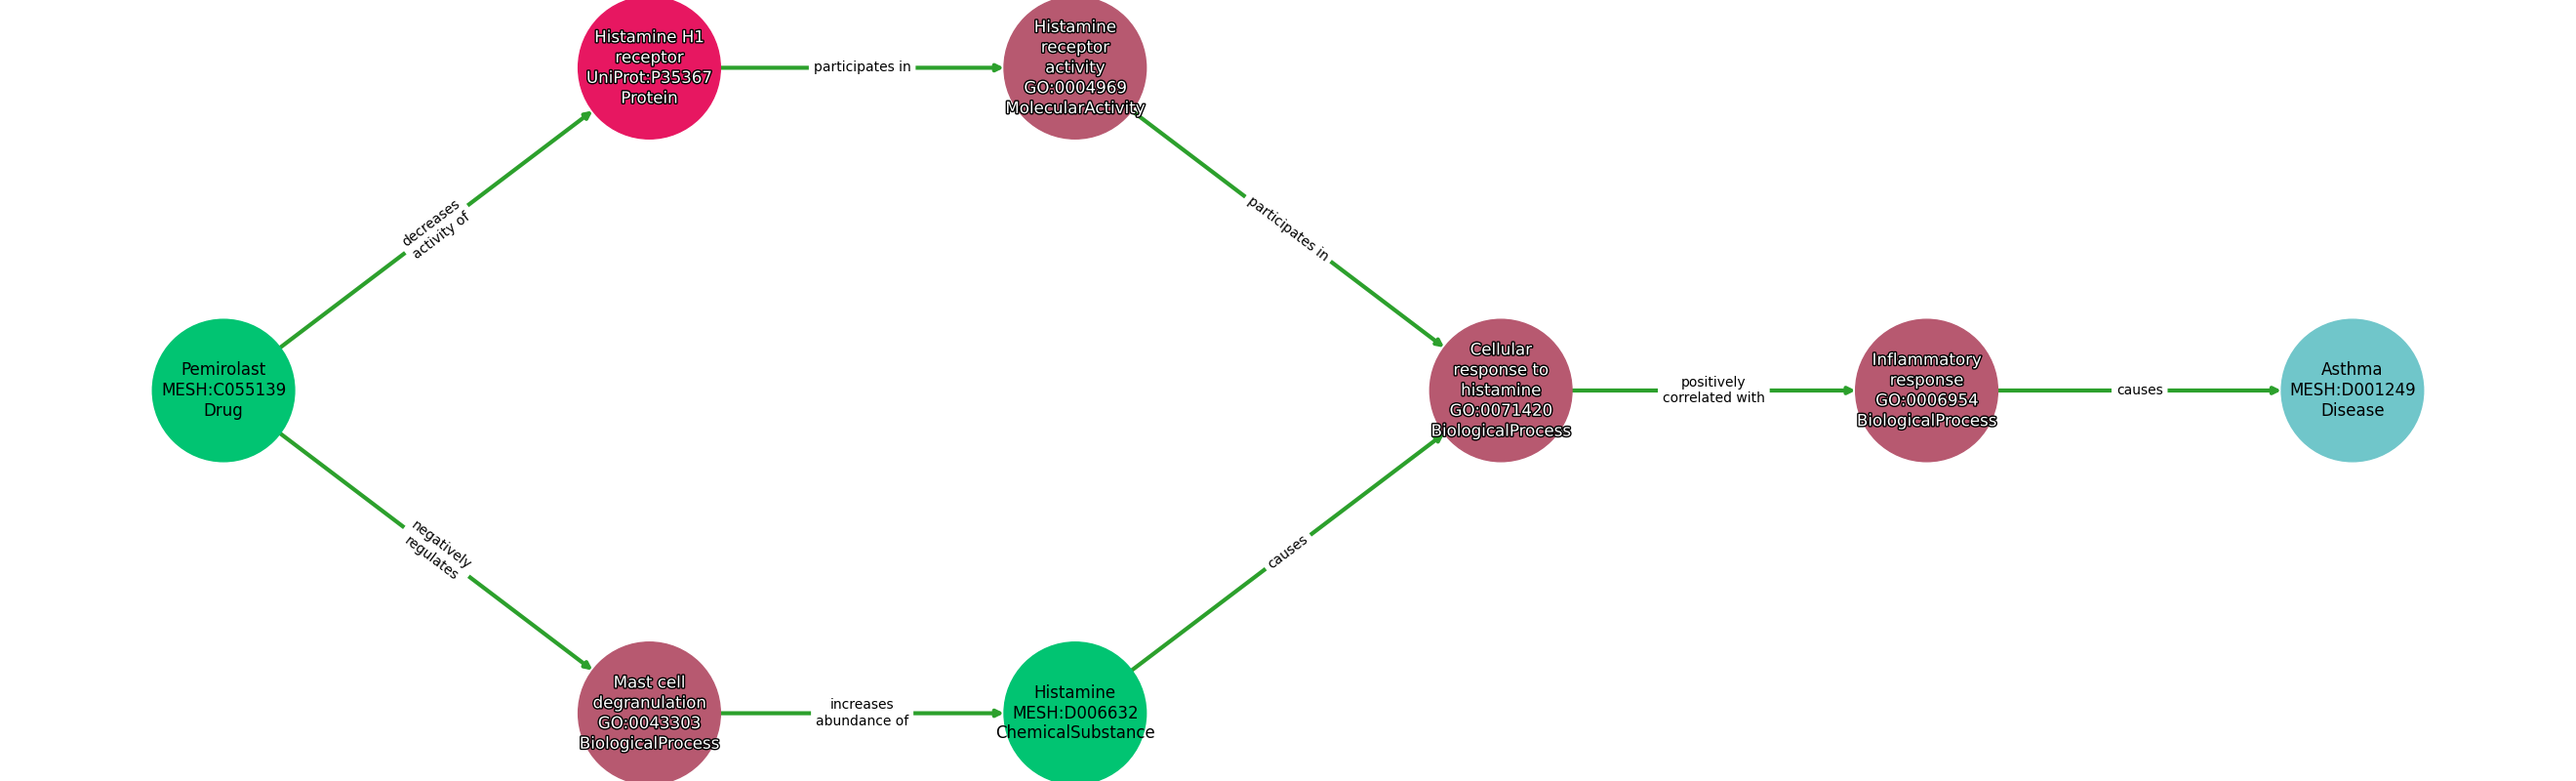 Histamine H1
receptor
UniProt:P35367
Protein
participates in
Histamine
receptor
activity
GO:0004969
MolecularActivity
decreases
activity of
participates in
Pemirolast
MESH:C055139
Drug
Cellular
response to
histamine
GO:0071420
BiologicalProcess
positively
correlated with
Inflammatory
response
GO:0006954
BiologicalProcess
causes
Asthma
MESH:D001249
Disease
negatively
regulates
causes
Mast cell
degranulation
GO:0043303
BiologicalProcess
increases
abundance of
Histamine
MESH:D006632
ChemicalSubstance